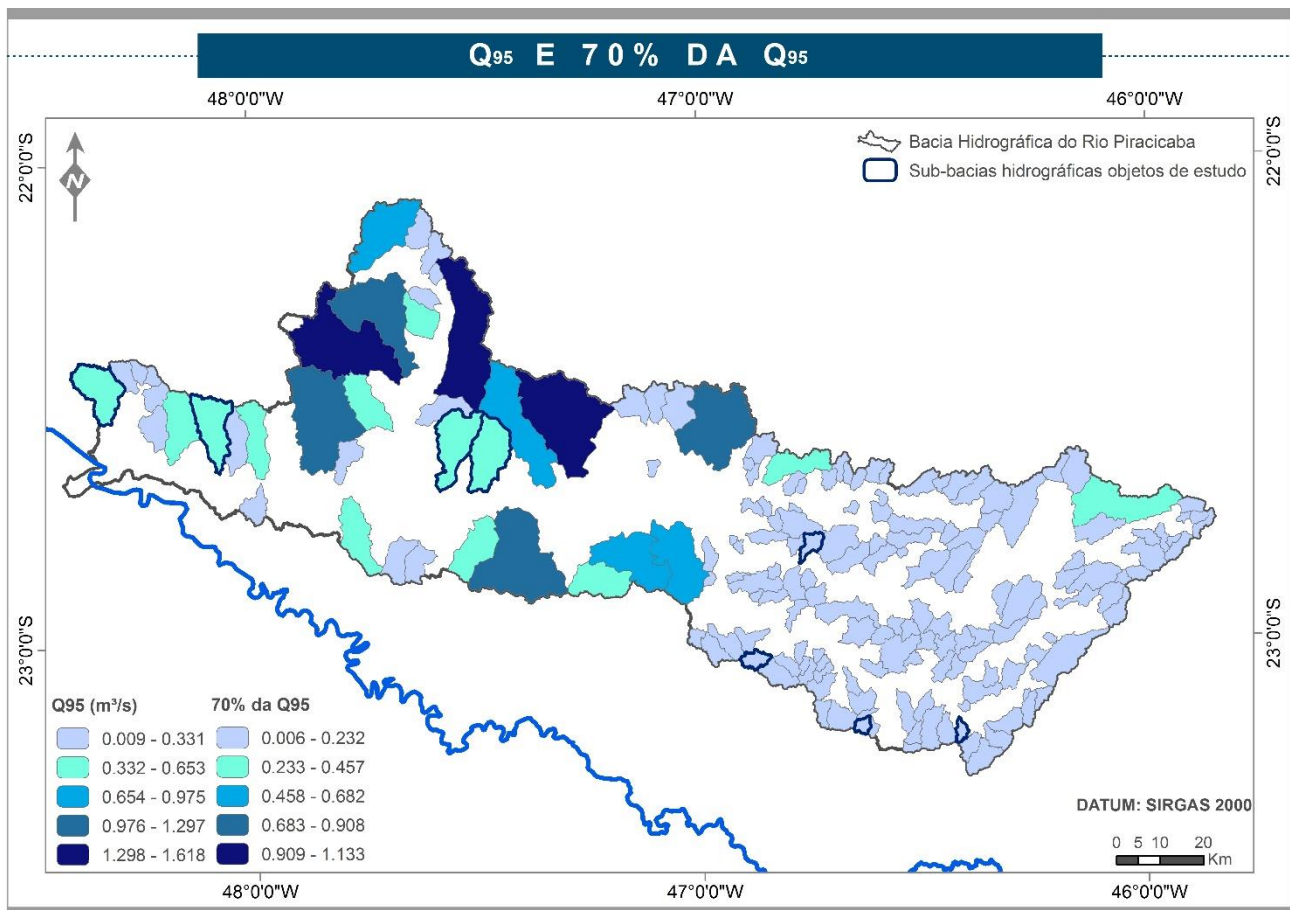 Q95 E 70% DA Q95
48°0'0"W 47°0'0"W 46°0'0"W
22°0'0"S
22°0'0"S
Bacia Hidrográfica do Rio Piracicaba
Sub-bacias hidrográficas objetos de estudo
N
23°0'0"S
23°0'0"S
Q95 (m³/s) 70% da Q95
0.009 - 0.331 0.006 - 0.232
0.332 - 0.653 0.233 - 0.457
0.654 - 0.975 0.458 - 0.682
0.976 - 1.297 0.683 - 0.908
1.298 - 1.618 0.909 - 1.133
DATUM: SIRGAS 2000
0 5 10 20
Km
48°0'0"W 47°0'0"W 46°0'0"W